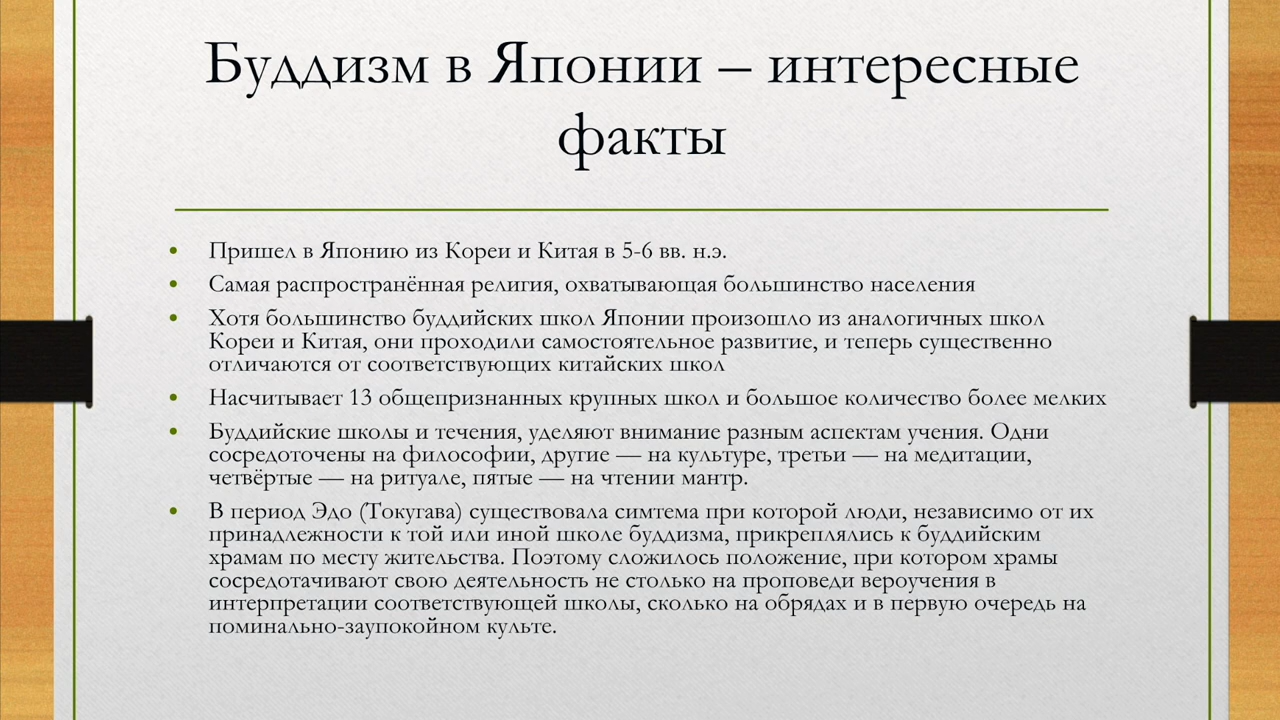 Буддизм в Японии – интересные
факты
• Пришел в Японию из Кореи и Китая в 5-6 вв. н.э.
• Самая распространённая религия, охватывающая большинство населения
• Хотя большинство буддийских школ Японии произошло из аналогичных школ
Кореи и Китая, они проходили самостоятельное развитие, и теперь существенно
отличаются от соответствующих китайских школ
• Насчитывает 13 общепризнанных крупных школ и большое количество более мелких
• Буддийские школы и течения, уделяют внимание разным аспектам учения. Одни
сосредоточены на философии, другие — на культуре, третьи — на медитации,
четвёртые — на ритуале, пятые — на чтении мантр.
• В период Эдо (Токугава) существовала симтема при которой люди, независимо от их
принадлежности к той или иной школе буддизма, прикреплялись к буддийским
храмам по месту жительства. Поэтому сложилось положение, при котором храмы
сосредотачивают свою деятельность не столько на проповеди вероучения в
интерпретации соответствующей школы, сколько на обрядах и в первую очередь на
поминально-заупокойном культе.